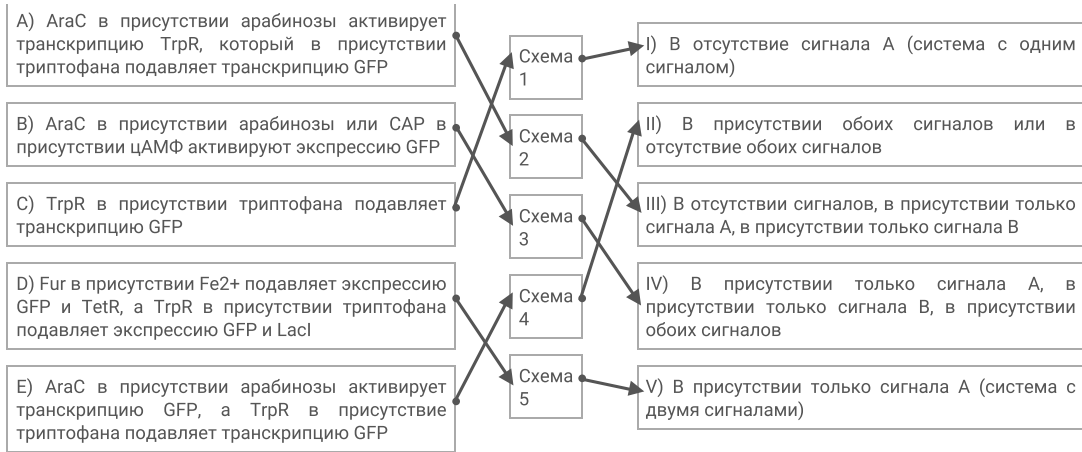 A) AraC в присутствии арабинозы активирует
транскрипцию TrpR, который в присутствии
триптофана подавляет транскрипцию GFP
B) AraC в присутствии арабинозы или CAP в
присутствии цАМФ активируют экспрессию GFP
C) TrpR в присутствии триптофана подавляет
транскрипцию GFP
D) Fur в присутствии Fe2+ подавляет экспрессию
GFP и TetR, а TrpR в присутствии триптофана
подавляет экспрессию GFP и LacI
E) AraC в присутствии арабинозы активирует
транскрипцию GFP, а TrpR в присутствие
триптофана подавляет транскрипцию GFP
Схема
1
Схема
2
Схема
3
Схема
4
Схема
5
I) В отсутствие сигнала A (система с одним
сигналом)
II) В присутствии обоих сигналов или в
отсутствие обоих сигналов
III) В отсутствии сигналов, в присутствии только
сигнала A, в присутствии только сигнала B
IV) В присутствии только сигнала A, в
присутствии только сигнала B, в присутствии
обоих сигналов
V) В присутствии только сигнала A (система с
двумя сигналами)